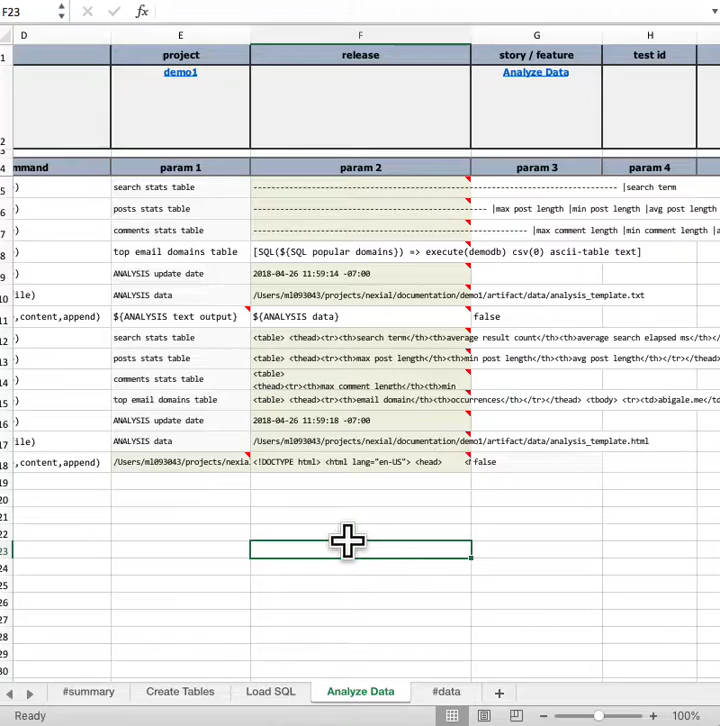 F23
fx
D E F G H
1 project release story / feature test id
demo1 Analyze Data
2
3
4 mmand param 1 param 2 param 3 param 4
5 ) search stats table |search term
6 ) posts stats table |max post length |min post length |avg post length
7 ) comments stats table |max comment length |min comment length |a
8 ) top email domains table [SQL(${SQL popular domains}) => execute(demodb) csv(0) ascii-table text]
9 ) ANALYSIS update date 2018-04-26 11:59:14 -07:00
10 ile) ANALYSIS data /Users/ml093043/projects/nexial/documentation/demo1/artifact/data/analysis_template.txt
11 ,content,append) ${ANALYSIS text output} ${ANALYSIS data} false
12 ) search stats table <table> <thead><tr><th>search term</th><th>average result count</th><th>average search elapsed ms</th></
13 ) posts stats table <table> <thead><tr><th>max post length</th><th>min post length</th><th>avg post length</th></tr></thead>
14 ) comments stats table <table>
<thead><tr><th>max comment length</th><th>min
15 ) top email domains table <table> <thead><tr><th>email domain</th><th>occurrences</th></tr></thead> <tbody> <tr><td>abigale.me</td><td>
16 ) ANALYSIS update date 2018-04-26 11:59:18 -07:00
17 ile) ANALYSIS data /Users/ml093043/projects/nexial/documentation/demo1/artifact/data/analysis_template.html
18 ,content,append) /Users/ml093043/projects/nexial <!DOCTYPE html> <html lang="en-US"> <head> false
19
20
21
22
23
24
25
26
27
28
29
30
#summary Create Tables Load SQL Analyze Data #data +
Ready − + 100%